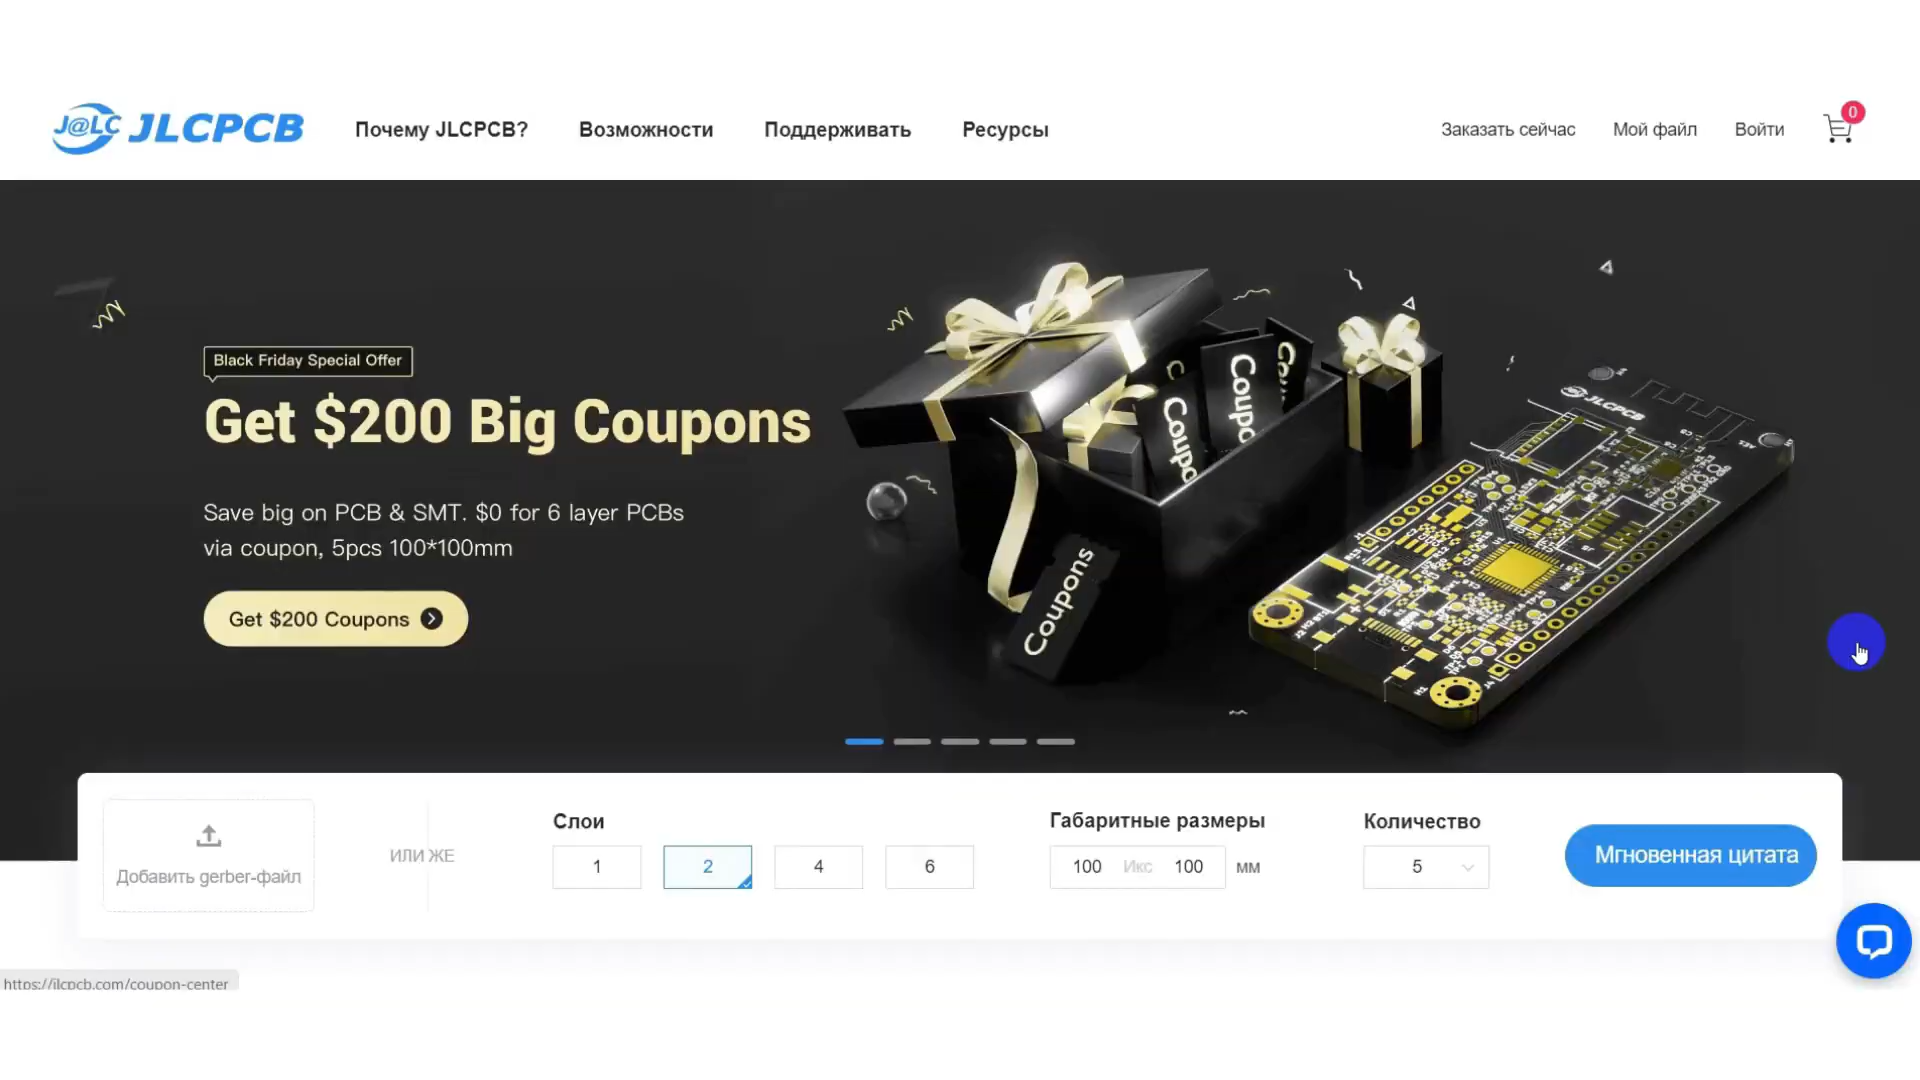 J@LC JLCPCB
Почему JLCPCB?
Возможности
Поддерживать
Ресурсы
Заказать сейчас
Мой файл
Войти
0
Black Friday Special Offer
Get $200 Big Coupons
Save big on PCB & SMT. $0 for 6 layer PCBs
via coupon, 5pcs 100*100mm
Get $200 Coupons
Coupons
JLCPCB
Добавить gerber-файл
ИЛИ ЖЕ
Слои
1
2
4
6
Габаритные размеры
100 Икс 100 мм
Количество
5
Мгновенная цитата
https://jlcpcb.com/coupon-center